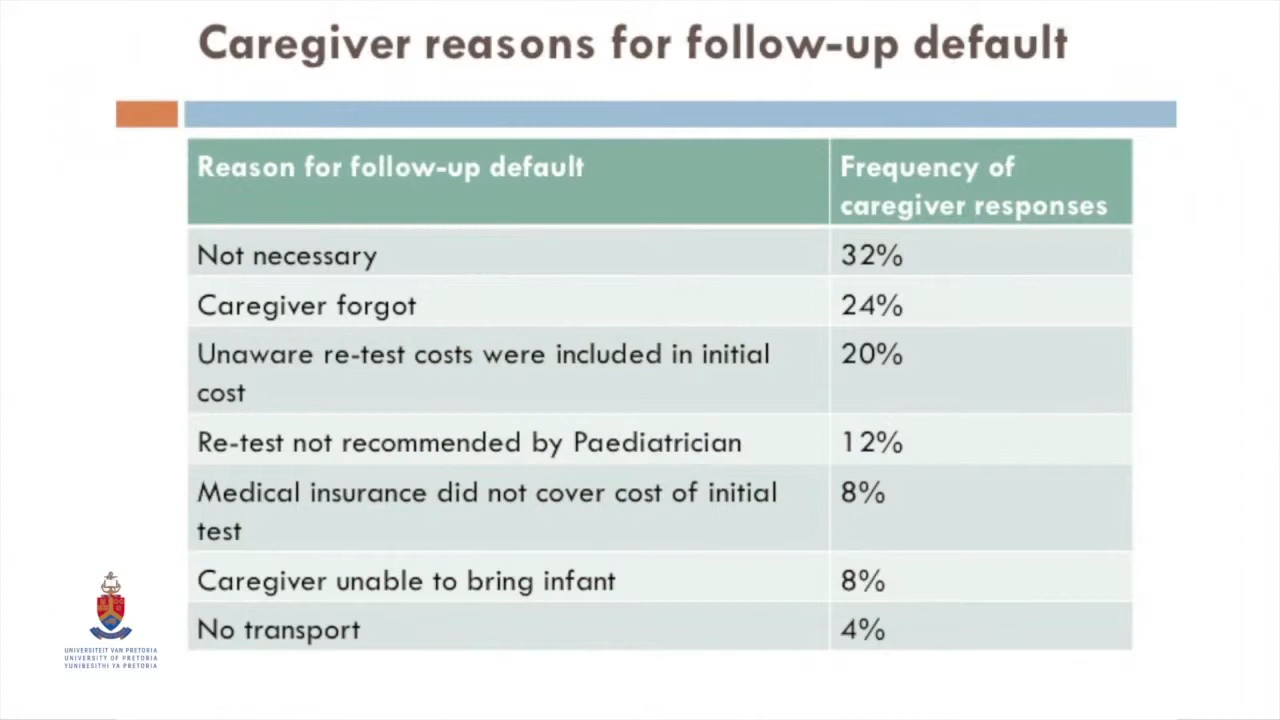 Caregiver reasons for follow-up default
Reason for follow-up default
Frequency of
caregiver responses
Not necessary
32%
Caregiver forgot
24%
Unaware re-test costs were included in initial
cost
20%
Re-test not recommended by Paediatrician
12%
Medical insurance did not cover cost of initial
test
8%
Caregiver unable to bring infant
8%
No transport
4%
UNIVERSITEIT VAN PRETORIA
UNIVERSITY OF PRETORIA
YUNIBESITHI YA PRETORIA